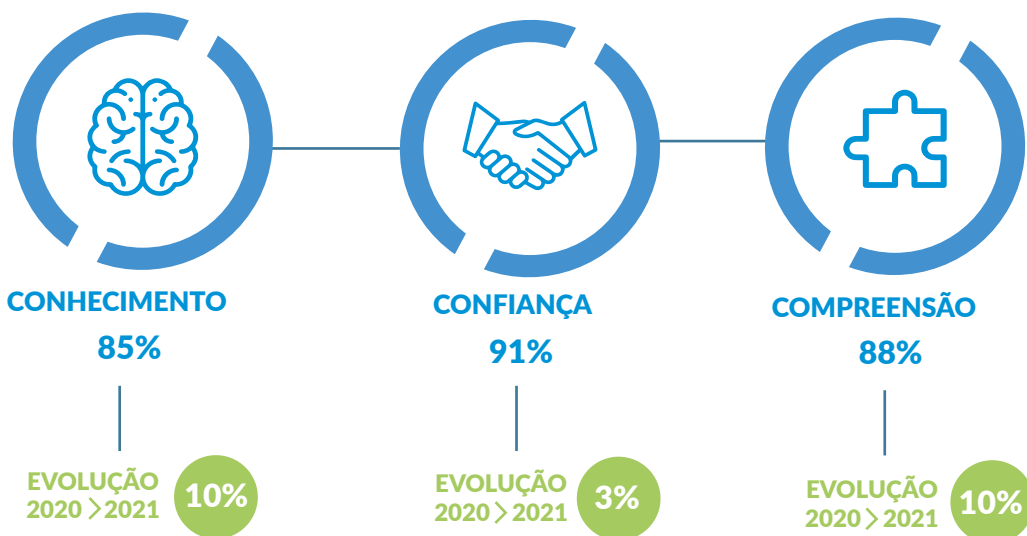 CONHECIMENTO
85%
EVOLUÇÃO
2020 > 2021
10%
CONFIANÇA
91%
EVOLUÇÃO
2020 > 2021
3%
COMPREENSÃO
88%
EVOLUÇÃO
2020 > 2021
10%